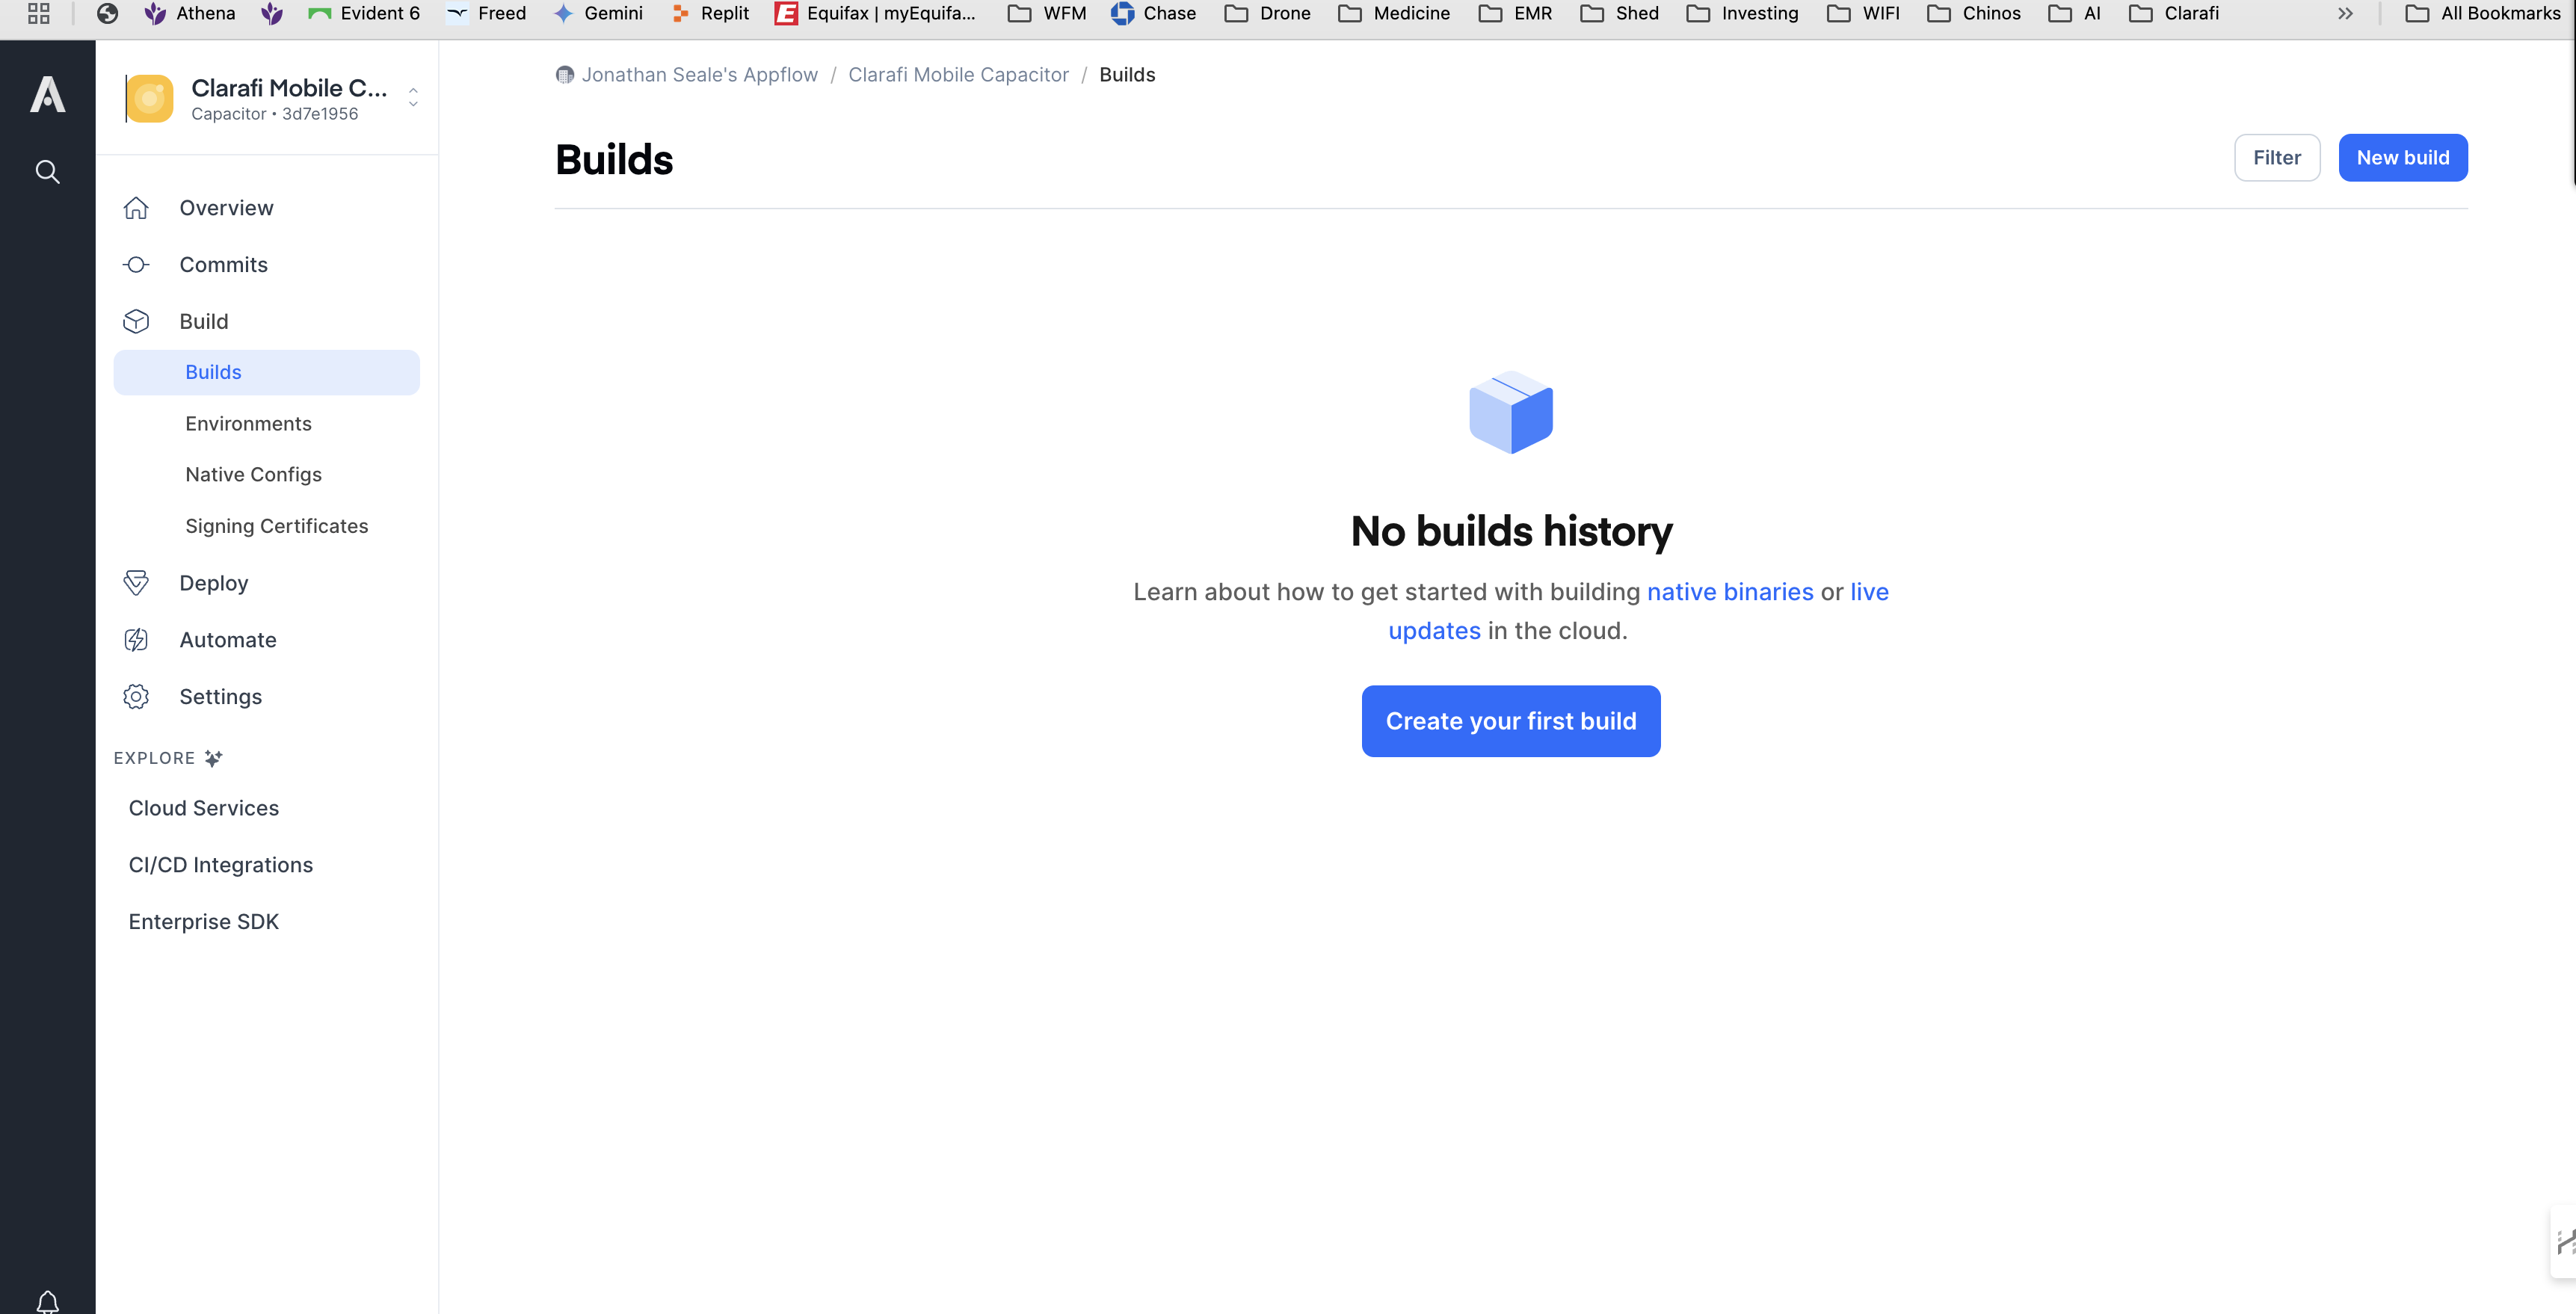 Athena Evident 6 Freed Gemini Replit Equifax | myEquifa... WFM Chase Drone Medicine EMR Shed Investing WIFI Chinos AI Clarafi All Bookmarks
Clarafi Mobile C...
Capacitor • 3d7e1956
Overview
Commits
Build
Builds
Environments
Native Configs
Signing Certificates
Deploy
Automate
Settings
EXPLORE
Cloud Services
CI/CD Integrations
Enterprise SDK
Jonathan Seale's Appflow / Clarafi Mobile Capacitor / Builds
Builds
Filter
New build
No builds history
Learn about how to get started with building native binaries or live
updates in the cloud.
Create your first build